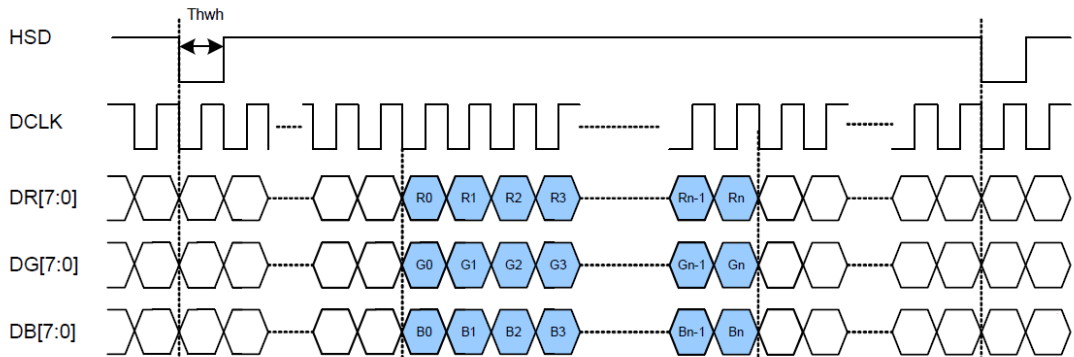 Thwh
HSD
DCLK
DR[7:0] R0 R1 R2 R3 Rn-1 Rn
DG[7:0] G0 G1 G2 G3 Gn-1 Gn
DB[7:0] B0 B1 B2 B3 Bn-1 Bn